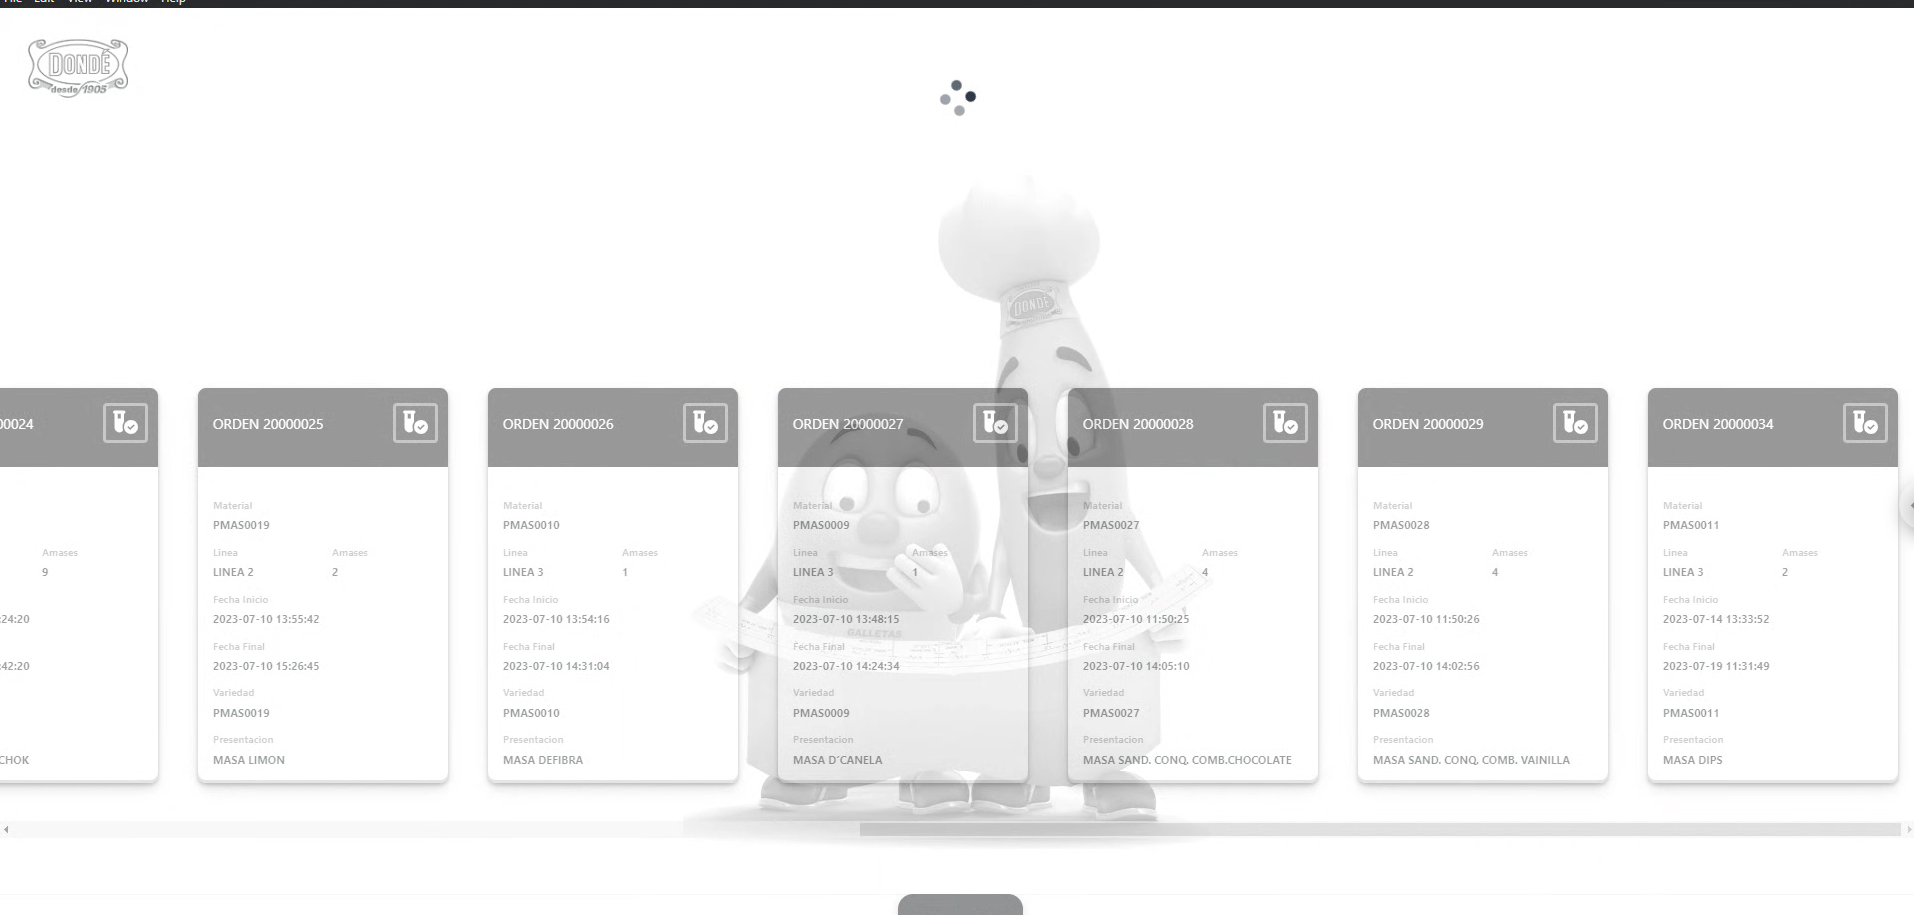 File Edit View Window Help
DONDÉ
desde 1905
DONDÉ
00024
Amases
9
:24:20
:42:20
CHOK
ORDEN 20000025
Material
PMAS0019
Linea Amases
LINEA 2 2
Fecha Inicio
2023-07-10 13:55:42
Fecha Final
2023-07-10 15:26:45
Variedad
PMAS0019
Presentacion
MASA LIMON
ORDEN 20000026
Material
PMAS0010
Linea Amases
LINEA 3 1
Fecha Inicio
2023-07-10 13:54:16
Fecha Final
2023-07-10 14:31:04
Variedad
PMAS0010
Presentacion
MASA DEFIBRA
ORDEN 20000027
Material
PMAS0009
Linea Amases
LINEA 3 1
Fecha Inicio
2023-07-10 13:48:15
GALLETAS
Fecha Final
2023-07-10 14:24:34
Variedad
PMAS0009
Presentacion
MASA D´CANELA
ORDEN 20000028
Material
PMAS0027
Linea Amases
LINEA 2 4
Fecha Inicio
2023-07-10 11:50:25
Fecha Final
2023-07-10 14:05:10
Variedad
PMAS0027
Presentacion
MASA SAND. CONQ, COMB.CHOCOLATE
ORDEN 20000029
Material
PMAS0028
Linea Amases
LINEA 2 4
Fecha Inicio
2023-07-10 11:50:26
Fecha Final
2023-07-10 14:02:56
Variedad
PMAS0028
Presentacion
MASA SAND. CONQ, COMB. VAINILLA
ORDEN 20000034
Material
PMAS0011
Linea Amases
LINEA 3 2
Fecha Inicio
2023-07-14 13:33:52
Fecha Final
2023-07-19 11:31:49
Variedad
PMAS0011
Presentacion
MASA DIPS